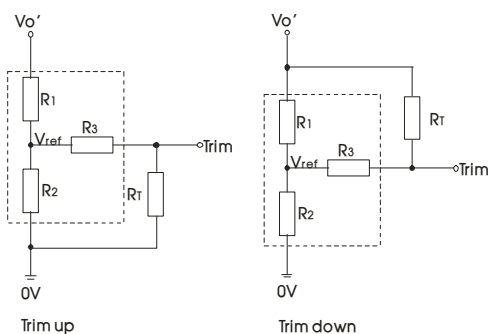 Vo'
R1
Vref
R3
Trim
R2
RT
0V
Trim up
Vo'
R1
RT
Vref
R3
Trim
R2
0V
Trim down